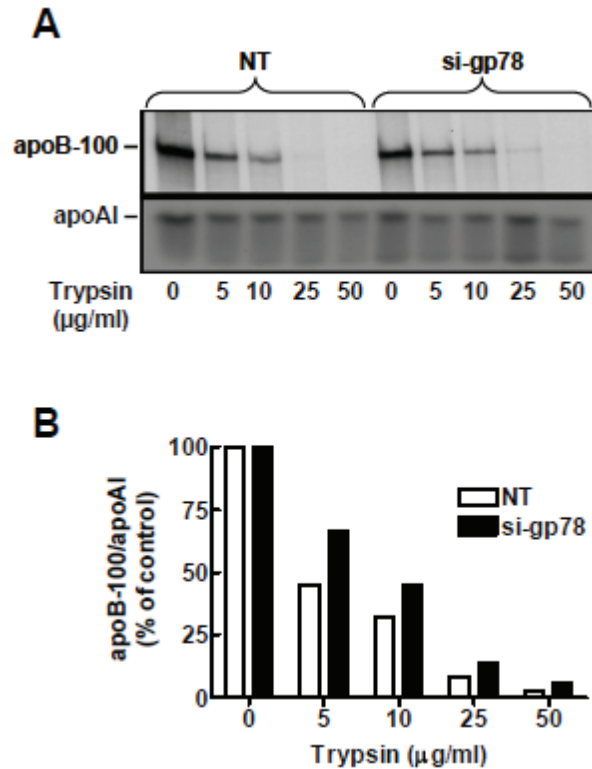 A
NT si-gp78
apoB-100
apoAI
Trypsin 0 5 10 25 50 0 5 10 25 50
(µg/ml)
B
apoB-100/apoAI
(% of control)
100
75
50
25
0
NT
si-gp78
0 5 10 25 50
Trypsin (µg/ml)